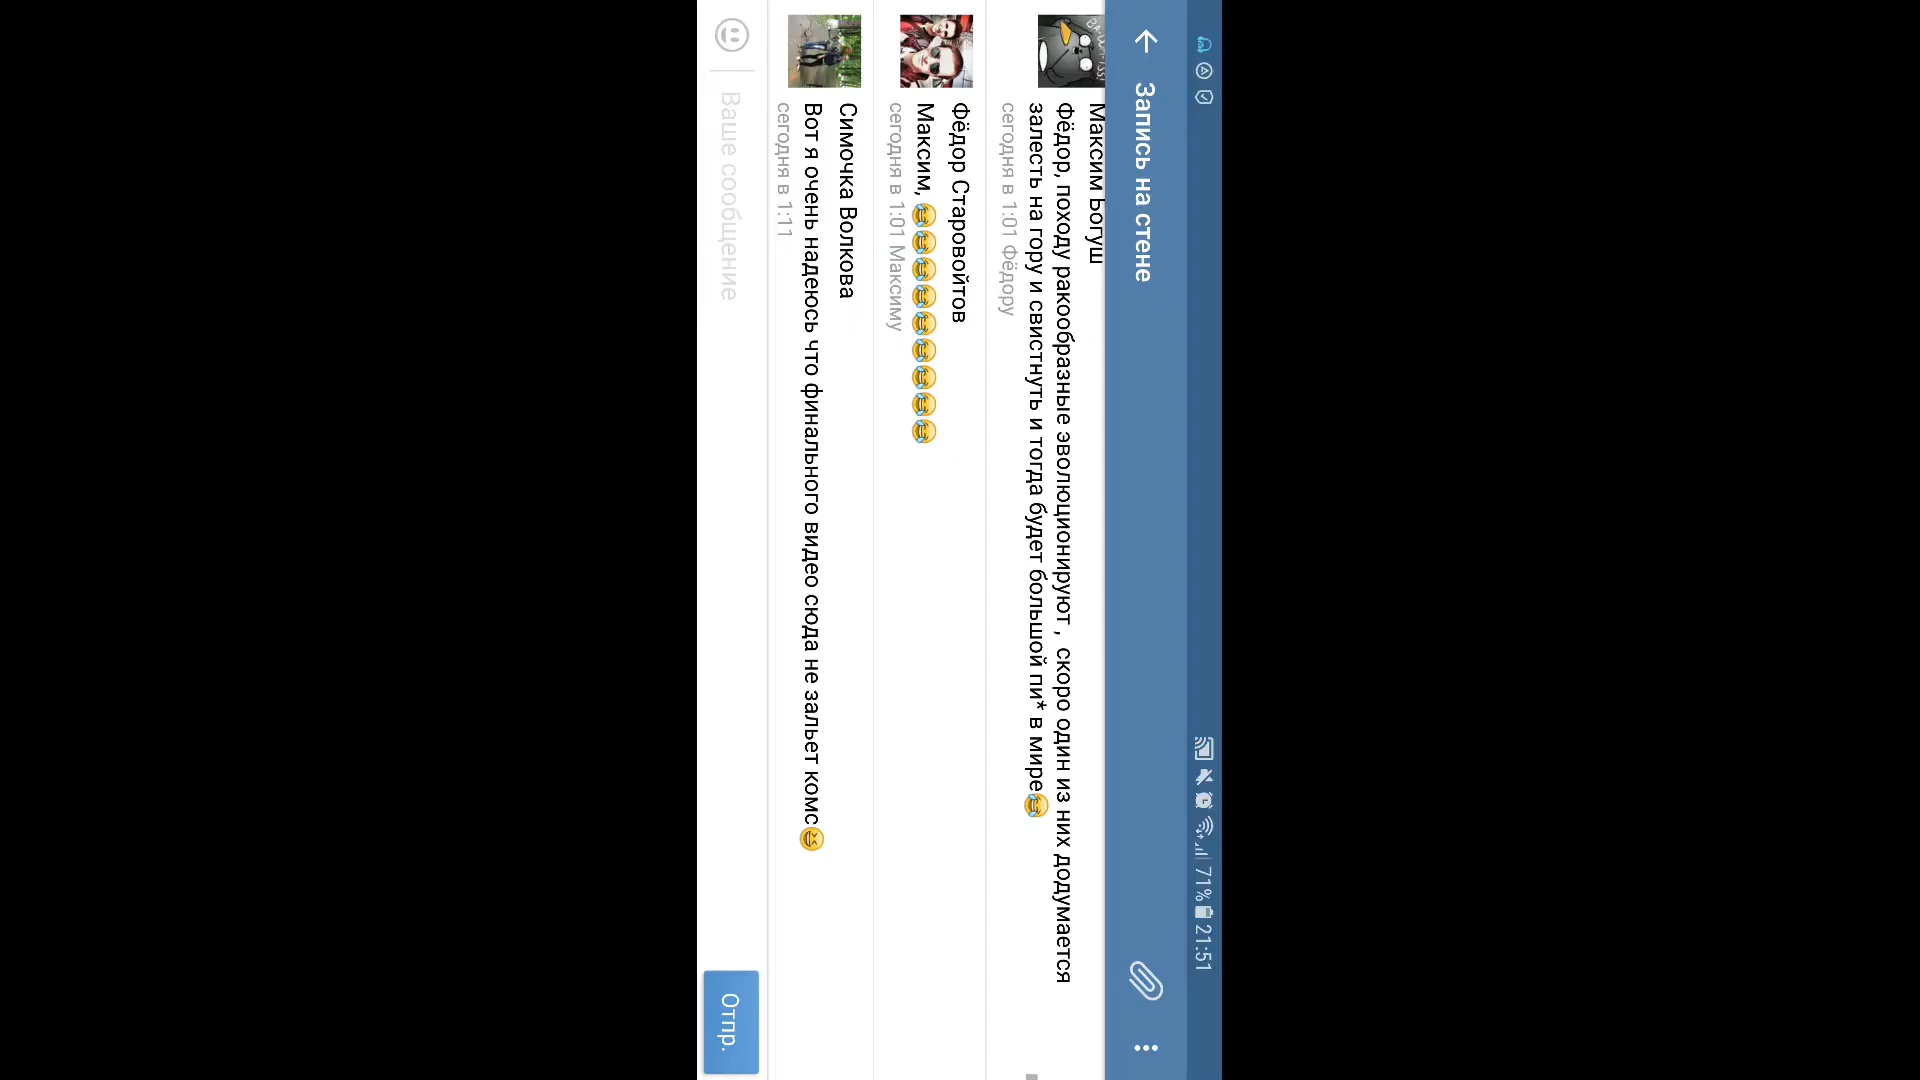 71% 21:51
Запись на стене
Максим Богуш
Фёдор, походу ракообразные эволюционируют , скоро один из них додумается
залесть на гору и свистнуть и тогда будет большой пи* в мире😂
сегодня в 1:01 Фёдору
Фёдор Старовойтов
Максим, 😂😂😂😂😂😂😂😂😂
сегодня в 1:01 Максиму
Симочка Волкова
Вот я очень надеюсь что финального видео сюда не зальет комс😆
сегодня в 1:11
Ваше сообщение
Отпр.